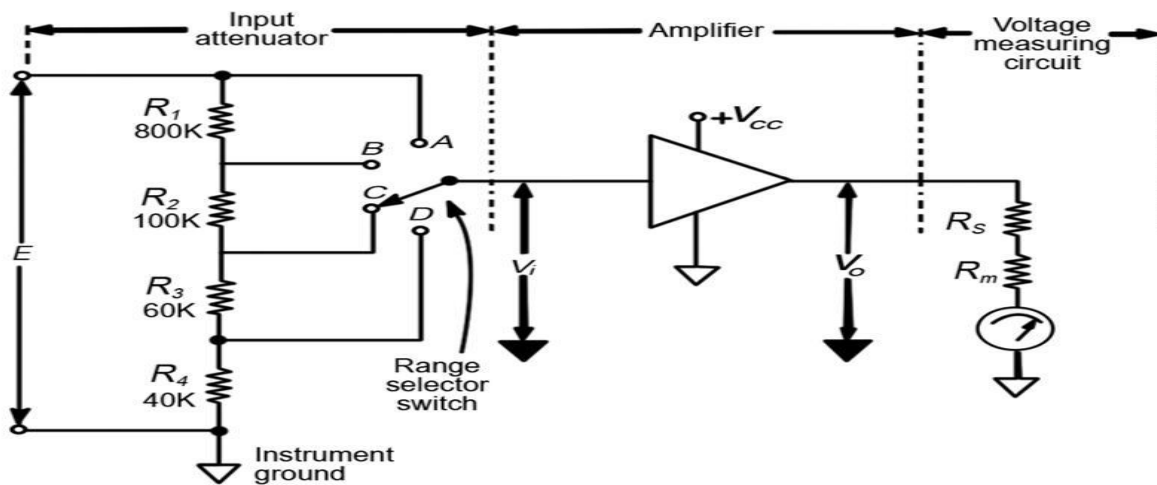 Input
attenuator
Amplifier
Voltage
measuring
circuit
R1
800K
B
A
+Vcc
R2
100K
C
D
E
Vi
Vo
RS
Rm
R3
60K
R4
40K
Range
selector
switch
Instrument
ground